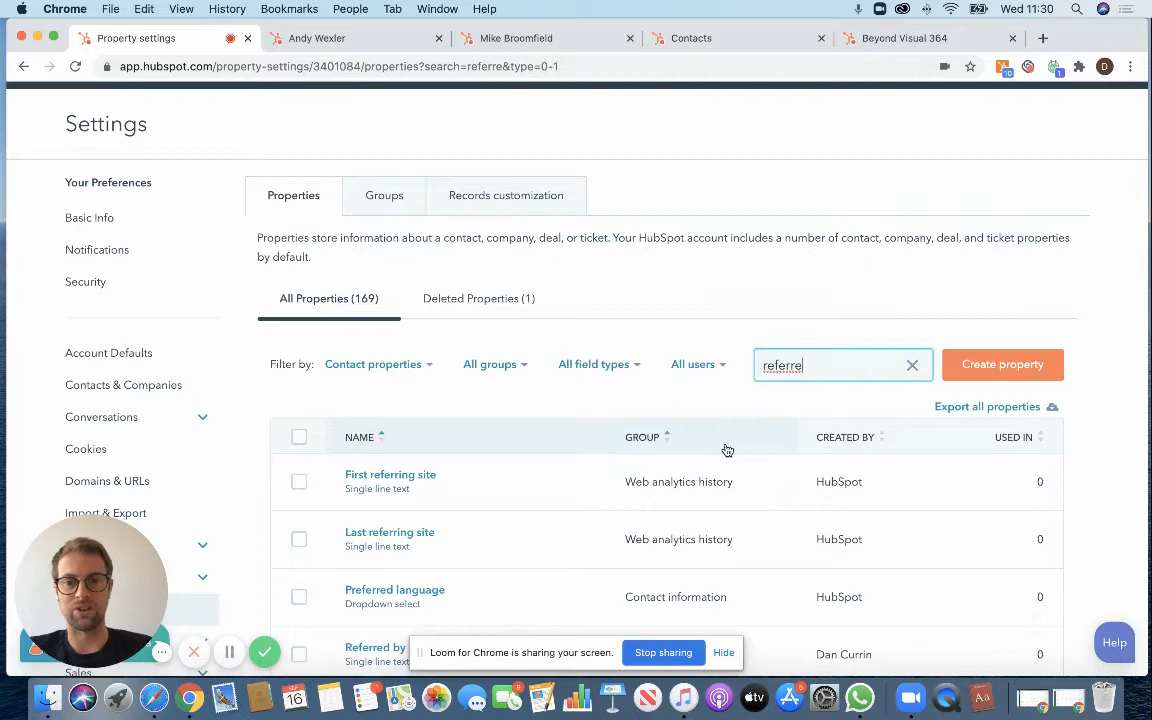 Chrome File Edit View History Bookmarks People Tab Window Help Wed 11:30
Property settings Andy Wexler Mike Broomfield Contacts Beyond Visual 364
app.hubspot.com/property-settings/3401084/properties?search=referre&type=0-1
10
1
D
Settings
Your Preferences
Basic Info
Notifications
Security
Account Defaults
Contacts & Companies
Conversations
Cookies
Domains & URLs
Import & Export
Sales
Properties Groups Records customization
Properties store information about a contact, company, deal, or ticket. Your HubSpot account includes a number of contact, company, deal, and ticket properties
by default.
All Properties (169) Deleted Properties (1)
Filter by: Contact properties All groups All field types All users referre Create property
Export all properties
NAME GROUP CREATED BY USED IN
First referring site Web analytics history HubSpot 0
Single line text
Last referring site Web analytics history HubSpot 0
Single line text
Preferred language Contact information HubSpot 0
Dropdown select
Referred by Dan Currin 0
Single line text
Help
Loom for Chrome is sharing your screen. Stop sharing Hide
SEP
16
tv
Aa